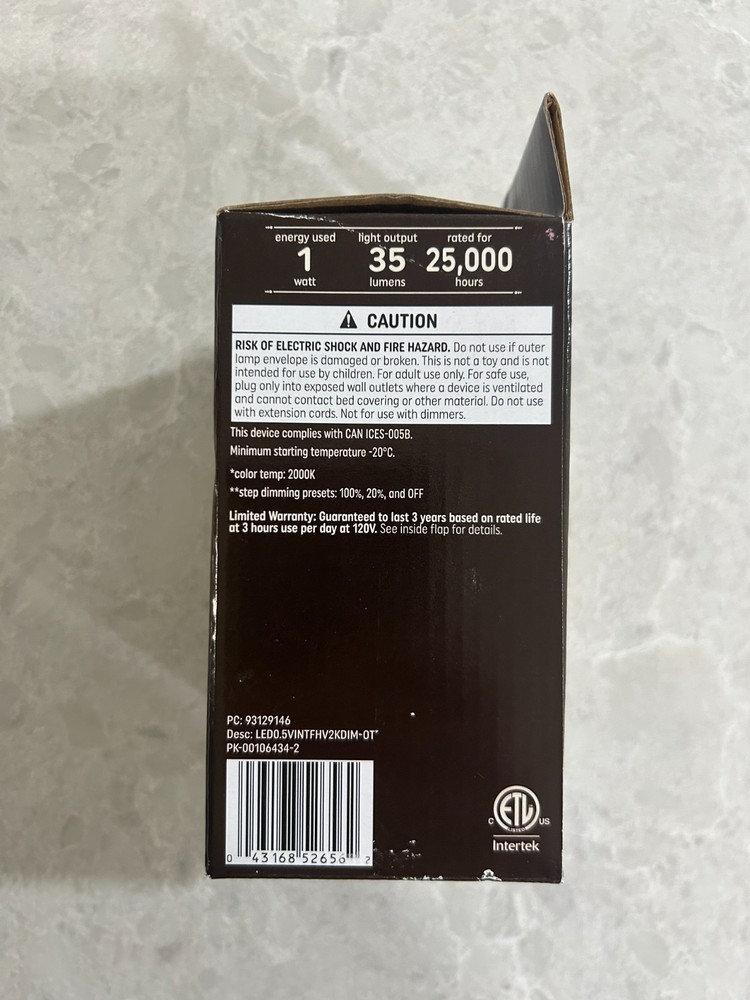 energy used light output rated for
1 35 25,000
watt lumens hours
CAUTION
RISK OF ELECTRIC SHOCK AND FIRE HAZARD. Do not use if outer
lamp envelope is damaged or broken. This is not a toy and is not
intended for use by children. For adult use only. For safe use,
plug only into exposed wall outlets where a device is ventilated
and cannot contact bed covering or other material. Do not use
with extension cords. Not for use with dimmers.
This device complies with CAN ICES-005B.
Minimum starting temperature -20°C.
*color temp: 2000K
**step dimming presets: 100%, 20%, and OFF
Limited Warranty: Guaranteed to last 3 years based on rated life
at 3 hours use per day at 120V. See inside flap for details.
PC: 93129146
Desc: LED0.5VINTFHV2KDIM-OT*
PK-00106434-2
0 43168 52656 2
C ETL US
LISTED
Intertek